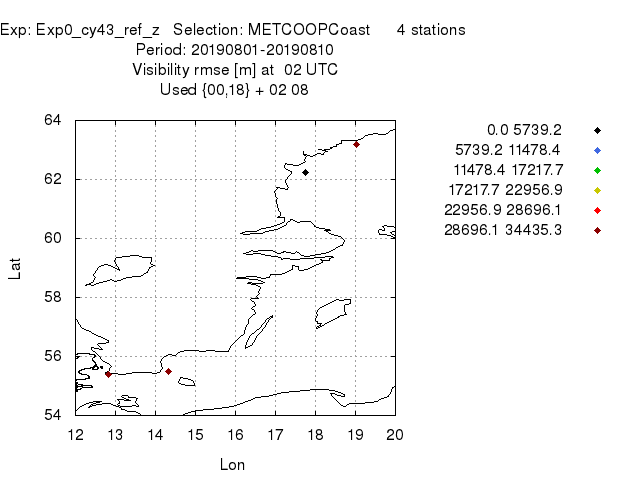 Exp: Exp0_cy43_ref_z   Selection: METCOOPCoast      4 stations
Period: 20190801-20190810
Visibility rmse [m] at  02 UTC
Used {00,18} + 02 08
0.0 5739.2
5739.2 11478.4
11478.4 17217.7
17217.7 22956.9
22956.9 28696.1
28696.1 34435.3
64
62
60
58
56
54
Lat
12 13 14 15 16 17 18 19 20
Lon